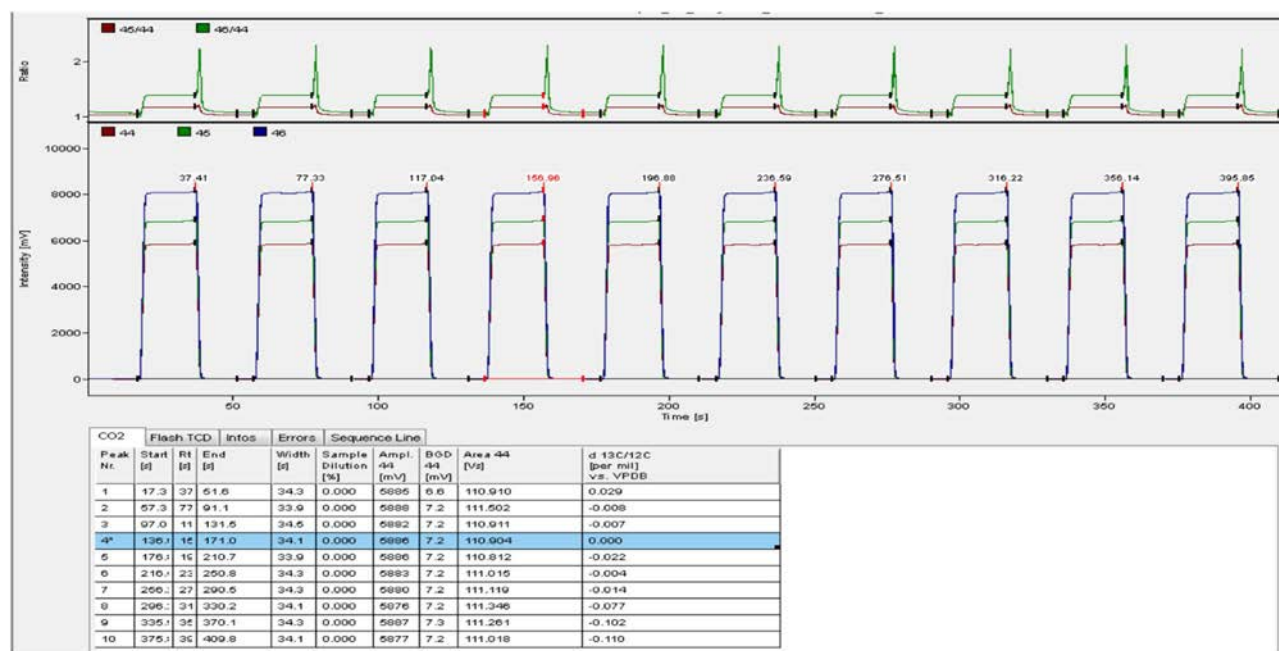 45/44 46/44
Ratio
2
1
44 45 46
Intensity [mV]
10000
8000
6000
4000
2000
0
37.41 77.33 117.04 156.96 196.88 236.59 276.51 316.22 356.14 395.85
50 100 150 200 250 300 350 400
Time [s]
CO2 Flash TCD Infos Errors Sequence Line
Peak Start Rt End Width Sample Ampl. BGD Area 44 d 13C/12C
Nr. [s] [s] [s] [s] Dilution 44 44 [Vs] [per mil]
[%] [mV] [mV] vs. VPDB
1 17.3 37 51.6 34.3 0.000 5885 6.6 110.910 0.029
2 57.3 77 91.1 33.9 0.000 5888 7.2 111.502 -0.008
3 97.0 11 131.5 34.5 0.000 5882 7.2 110.911 -0.007
4* 136. 15 171.0 34.1 0.000 5886 7.2 110.904 0.000
5 176. 19 210.7 33.9 0.000 5886 7.2 110.812 -0.022
6 216. 23 250.8 34.3 0.000 5883 7.2 111.015 -0.004
7 256. 27 290.5 34.3 0.000 5880 7.2 111.119 -0.014
8 296. 31 330.2 34.1 0.000 5876 7.2 111.346 -0.077
9 335. 35 370.1 34.3 0.000 5887 7.3 111.261 -0.102
10 375. 39 409.8 34.1 0.000 5877 7.2 111.018 -0.110